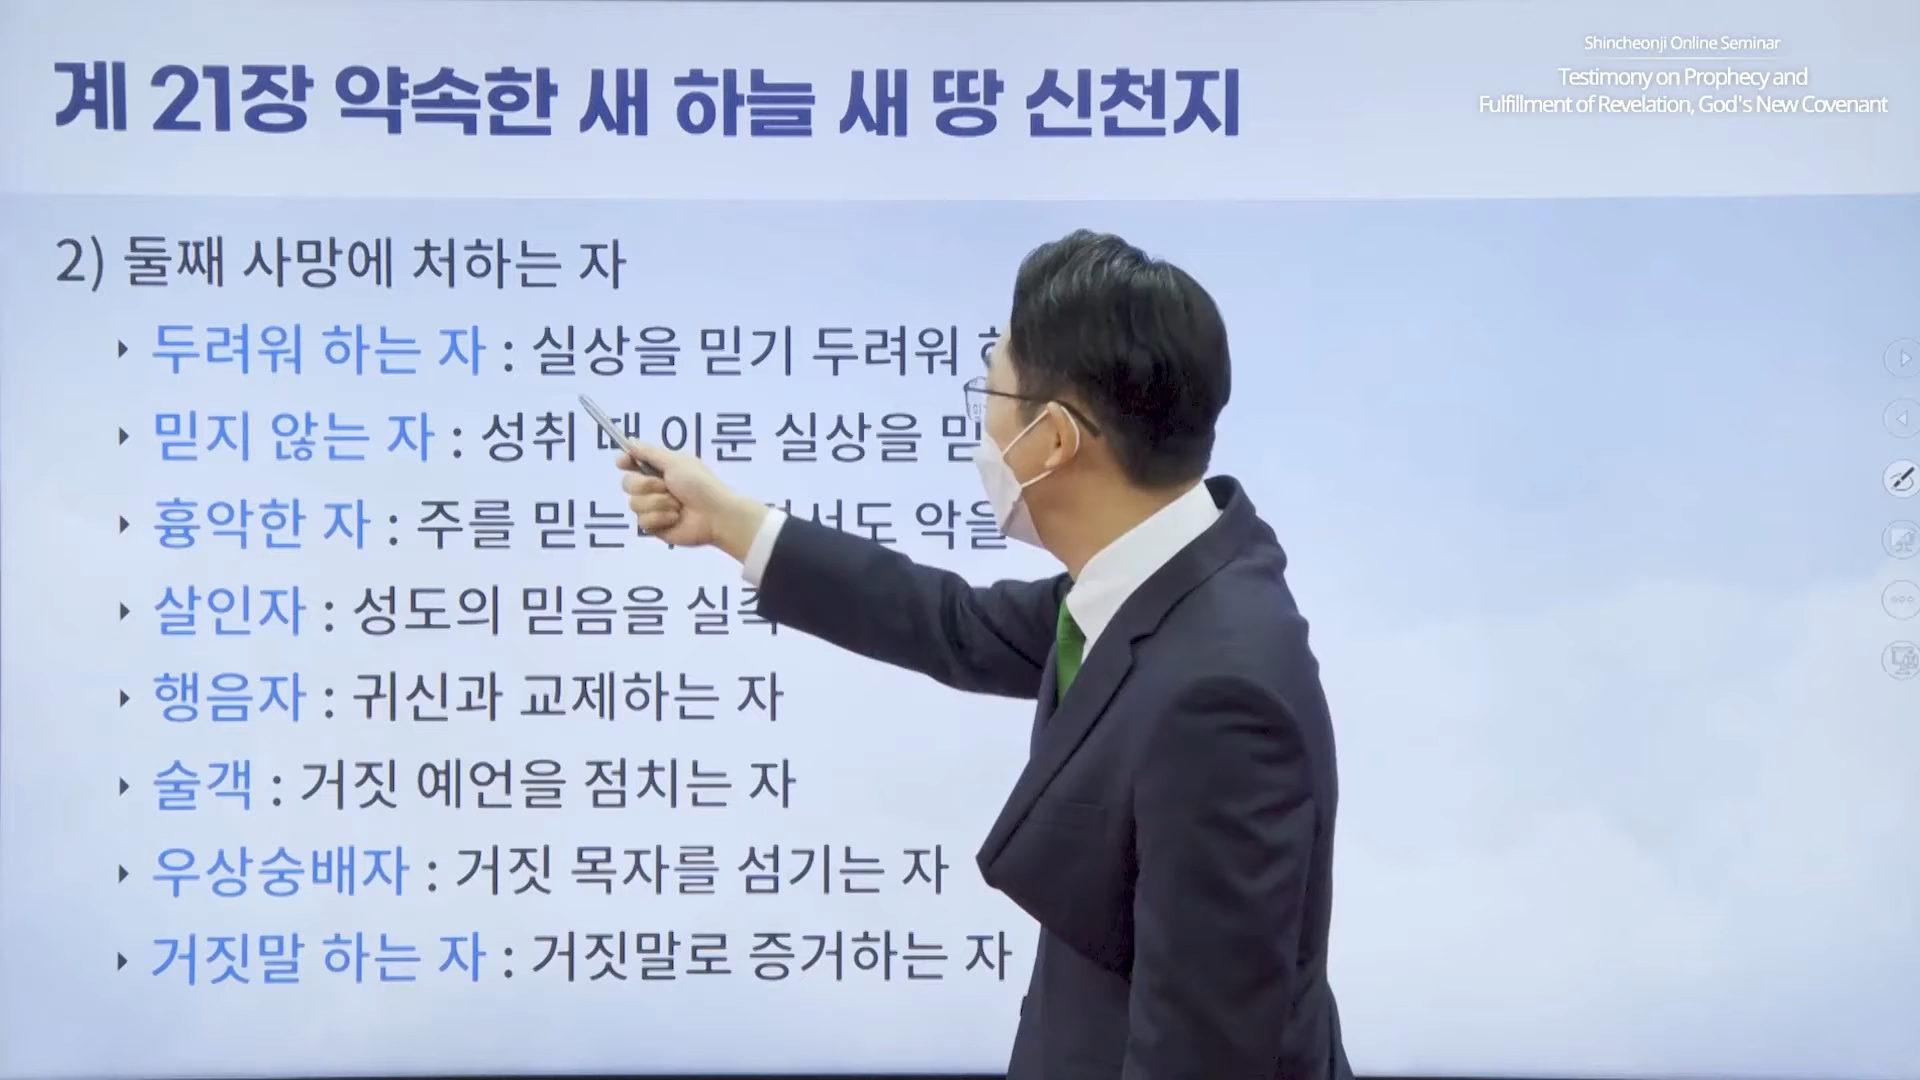 계 21장 약속한 새 하늘 새 땅 신천지
Shincheonji Online Seminar
Testimony on Prophecy and
Fulfillment of Revelation, God's New Covenant
2) 둘째 사망에 처하는 자
두려워 하는 자 : 실상을 믿기 두려워
믿지 않는 자 : 성취 때 이룬 실상을
흉악한 자 : 주를 악을
살인자 : 성도의 믿음을
행음자 : 귀신과 교제하는 자
술객 : 거짓 예언을 점치는 자
우상숭배자 : 거짓 목자를 섬기는 자
거짓말 하는 자 : 거짓말로 증거하는 자